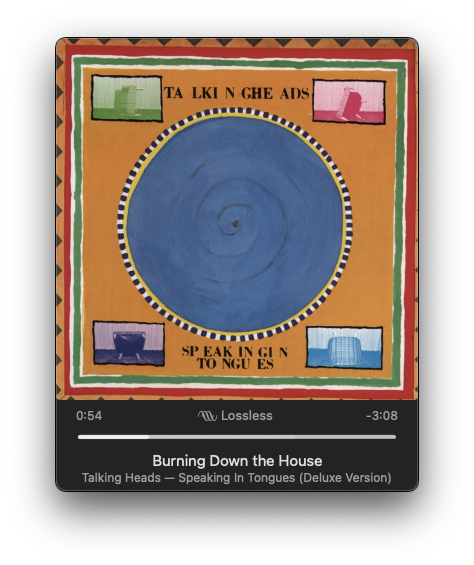 TA LKI N GHE ADS
SP EAK IN GI N
TO NGU ES
0:54 Lossless -3:08
Burning Down the House
Talking Heads — Speaking In Tongues (Deluxe Version)